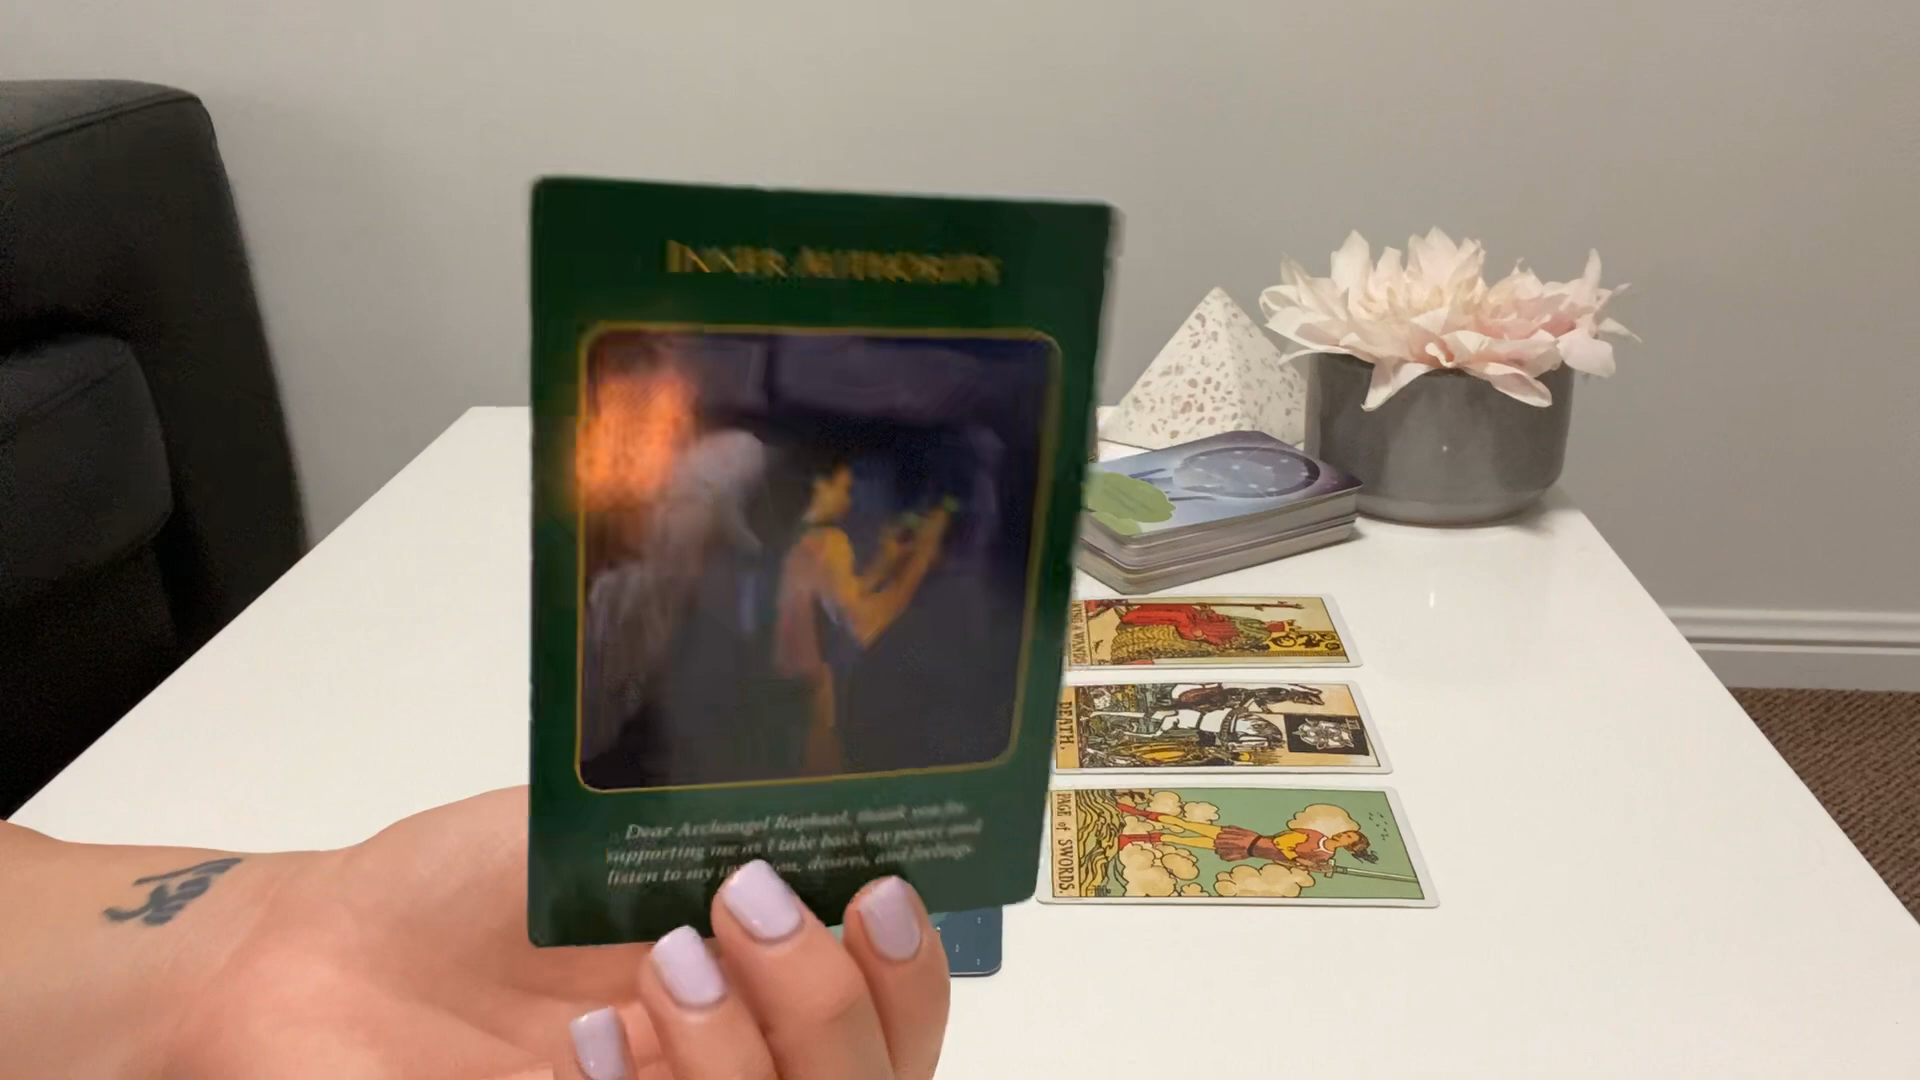 INNER AUTHORITY
Dear Archangel Raphael, thank you for
supporting me as I take back my power and
listen to my desires, and feelings.
KING of WANDS
DEATH.
PAGE of SWORDS.